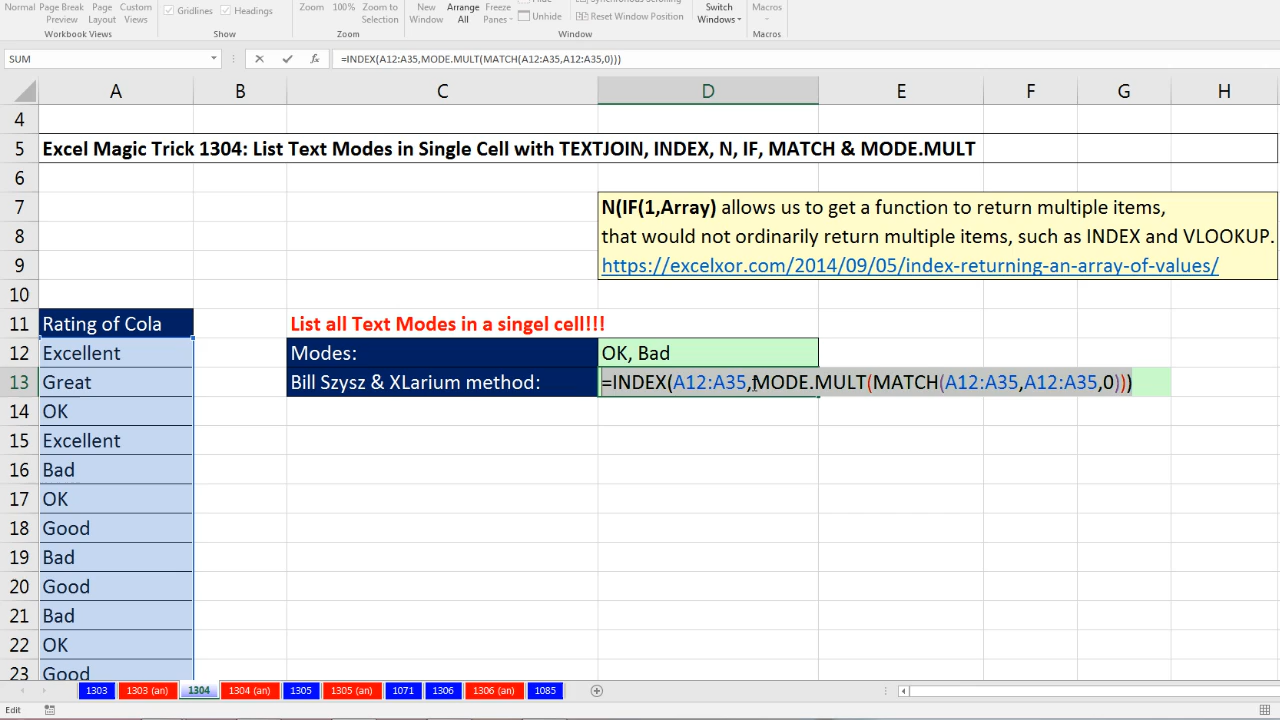 Normal Page Break Page Custom Gridlines Headings Zoom 100% Zoom to New Arrange Freeze Unhide Synchronous Scrolling Switch Macros
Preview Layout Views Selection Window All Panes Reset Window Position Windows
Workbook Views Show Zoom Window Macros
SUM fx =INDEX(A12:A35,MODE.MULT(MATCH(A12:A35,A12:A35,0)))
A B C D E F G H
4
5 Excel Magic Trick 1304: List Text Modes in Single Cell with TEXTJOIN, INDEX, N, IF, MATCH & MODE.MULT
6
7 N(IF(1,Array) allows us to get a function to return multiple items,
8 that would not ordinarily return multiple items, such as INDEX and VLOOKUP.
9 https://excelxor.com/2014/09/05/index-returning-an-array-of-values/
10
11 Rating of Cola List all Text Modes in a singel cell!!!
12 Excellent Modes: OK, Bad
13 Great Bill Szysz & XLarium method: =INDEX(A12:A35,MODE.MULT(MATCH(A12:A35,A12:A35,0)))
14 OK
15 Excellent
16 Bad
17 OK
18 Good
19 Bad
20 Good
21 Bad
22 OK
23 Good
1303 1303 (an) 1304 1304 (an) 1305 1305 (an) 1071 1306 1306 (an) 1085
Edit